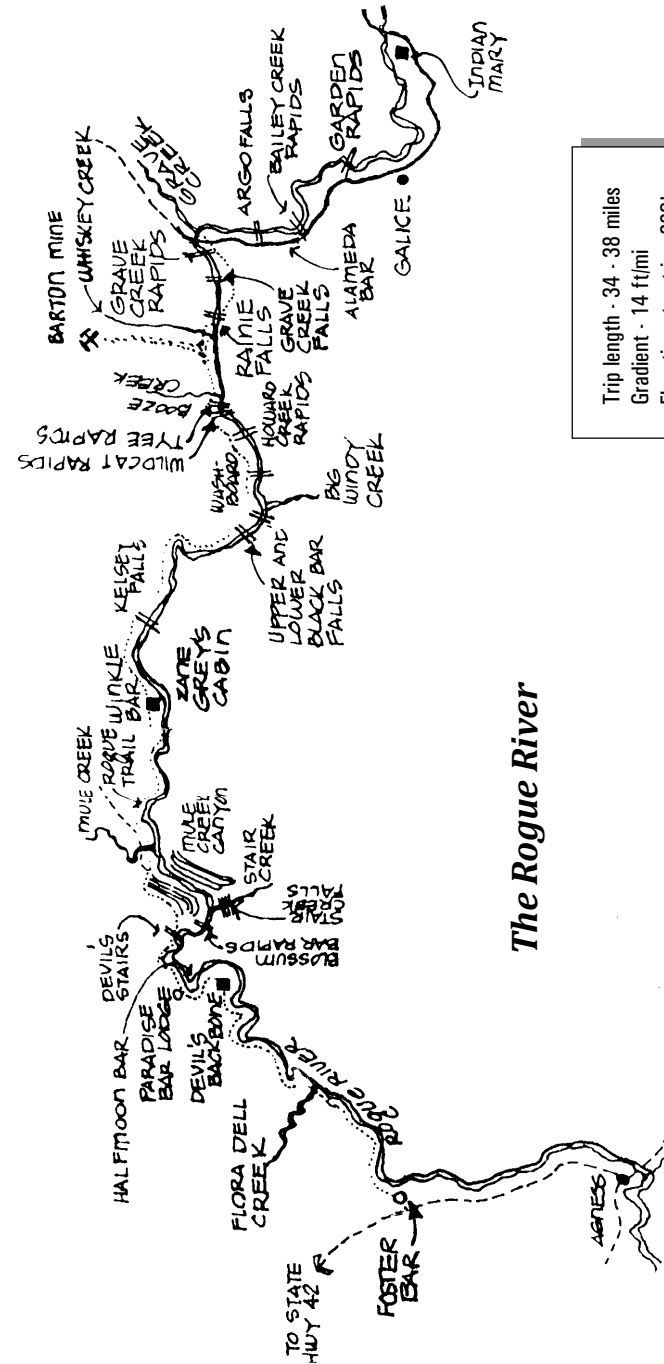 INDIAN
MARY
GARDEN
RAPIDS
BAILEY CREEK
RAPIDS
ARGO FALLS
GALICE
ALAMEDA
BAR
GRAVE
CREEK
WHISKEY CREEK
BARTON MINE
GRAVE
CREEK
RAPIDS
GRAVE
CREEK
FALLS
RAINIE
FALLS
BOOZE
CREEK
TYEE RAPIDS
WILDCAT RAPIDS
HOWARD
CREEK
RAPIDS
WASH-
BOARD
BIG
WINDY
CREEK
UPPER AND
LOWER
BLACK BAR
FALLS
KELSEY
FALLS
ZANE
GREY'S
CABIN
WINKLE
BAR
ROGUE
TRAIL
MULE CREEK
MULE
CREEK
CANYON
STAIR
CREEK
STAIR
CREEK
FALLS
BLOSSUM
BAR RAPIDS
DEVIL'S
STAIRS
HALFMOON BAR
PARADISE
BAR LODGE
DEVIL'S
BACKBONE
FLORA DELL
CREEK
ROGUE RIVER
TO STATE
HWY 42
FOSTER
BAR
AGNESS
The Rogue River
Trip length - 34 - 38 miles
Gradient - 14 ft/mi